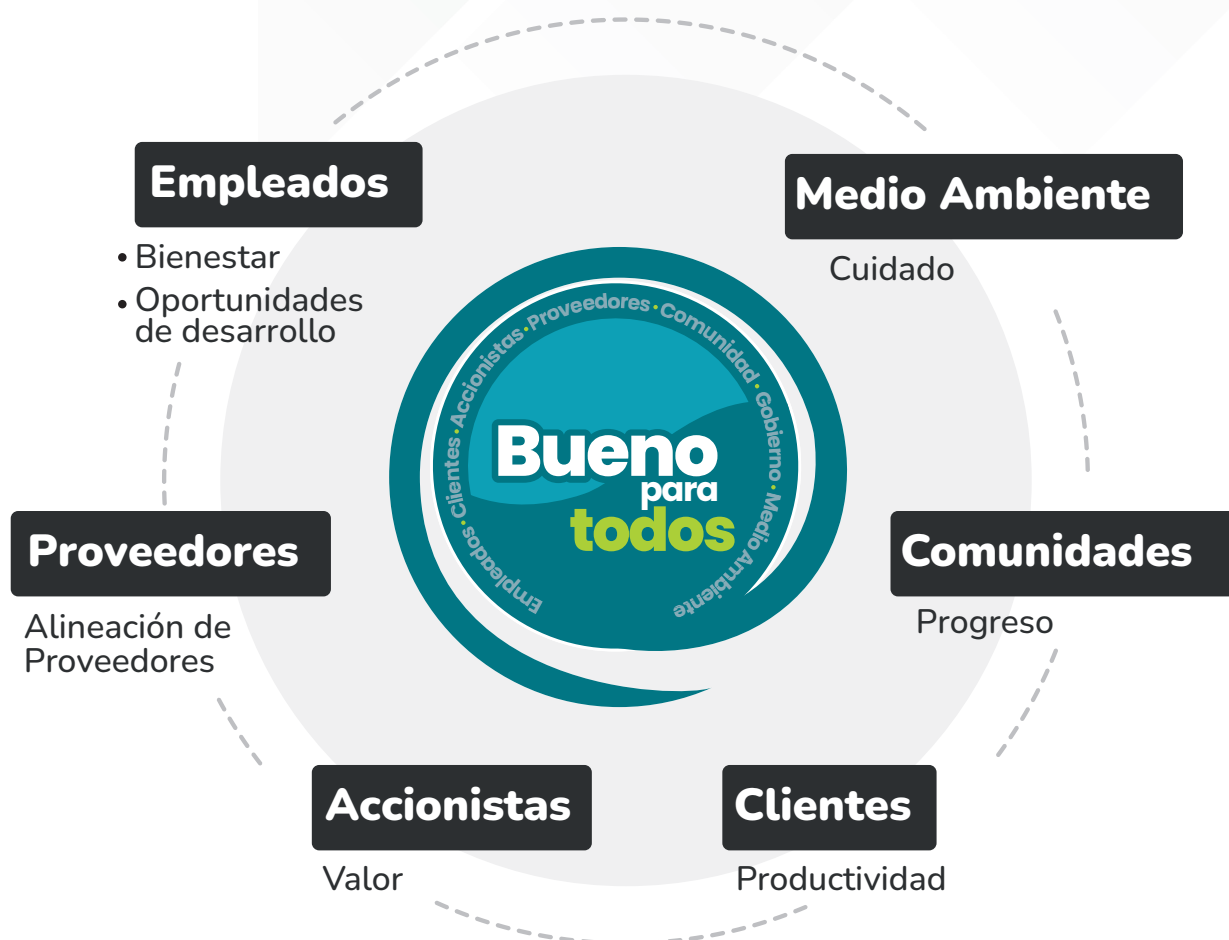 Empleados
• Bienestar
• Oportunidades
de desarrollo
Medio Ambiente
Cuidado
Empleados·Clientes·Accionistas·Proveedores·Comunidad·Gobierno·Medio Ambiente
Bueno
para
todos
Proveedores
Alineación de
Proveedores
Comunidades
Progreso
Accionistas
Valor
Clientes
Productividad